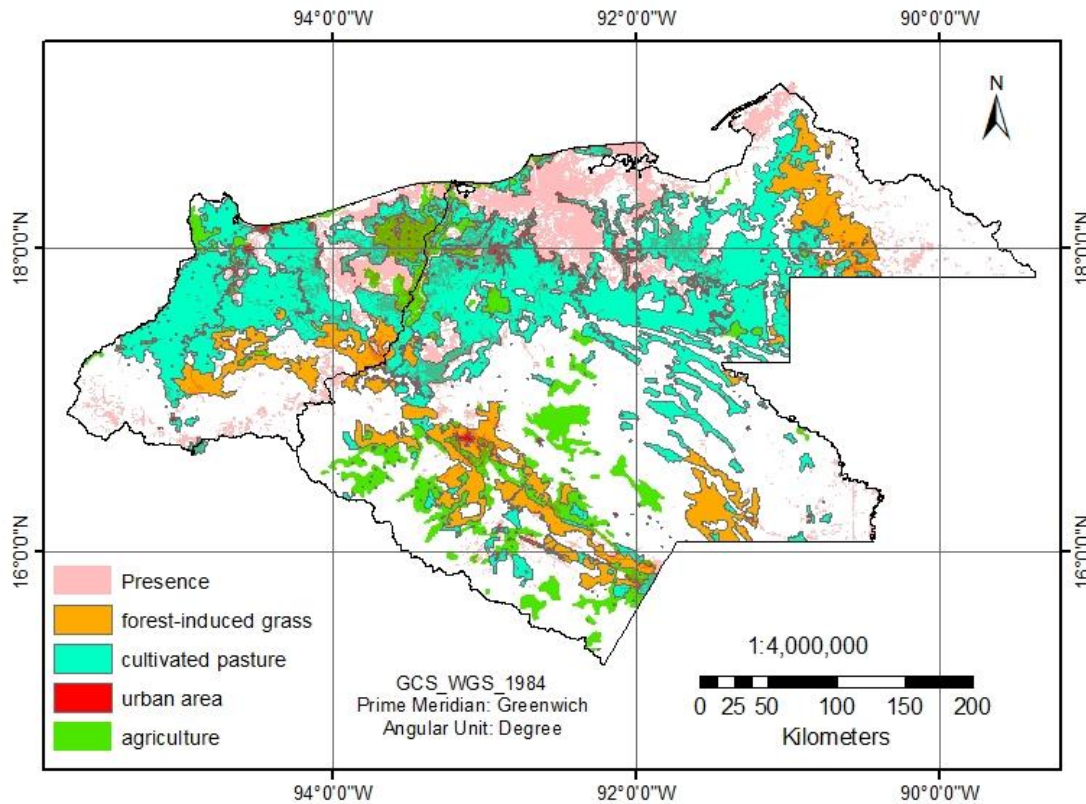 94°0'0"W 92°0'0"W 90°0'0"W
N
18°0'0"N 18°0'0"N
16°0'0"N 16°0'0"N
Presence
forest-induced grass
cultivated pasture
urban area
agriculture
GCS_WGS_1984
Prime Meridian: Greenwich
Angular Unit: Degree
1:4,000,000
0 25 50 100 150 200
Kilometers
94°0'0"W 92°0'0"W 90°0'0"W